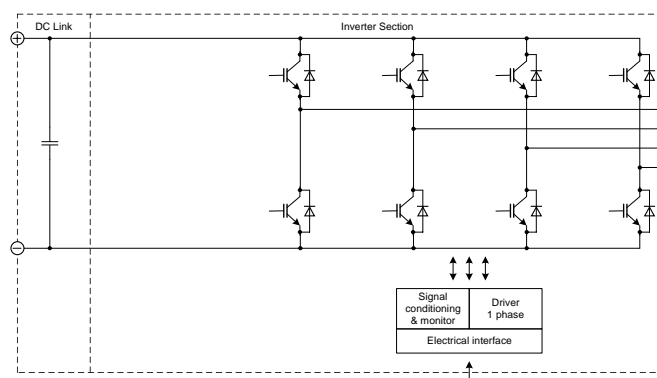 DC Link
Inverter Section
+
−
Signal
conditioning
& monitor
Driver
1 phase
Electrical interface